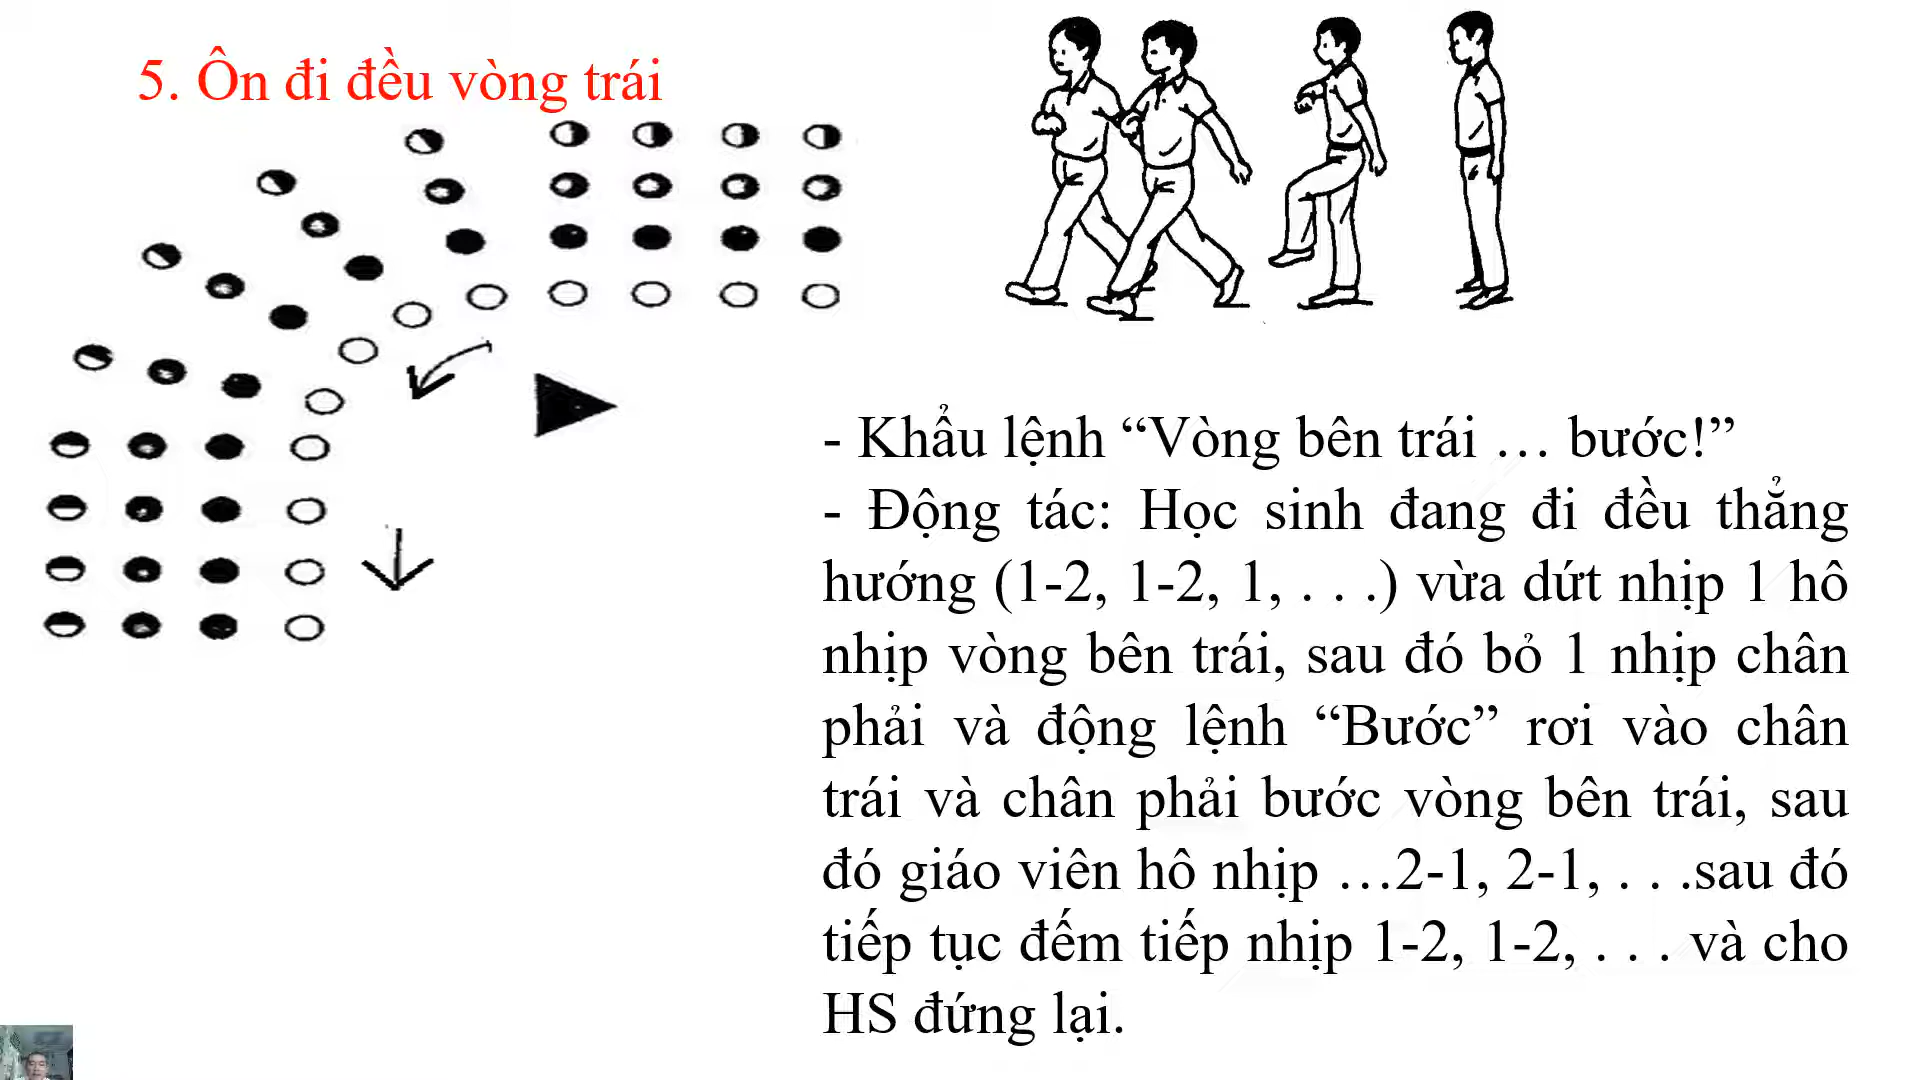 5. Ôn đi đều vòng trái
- Khẩu lệnh “Vòng bên trái … bước!”
- Động tác: Học sinh đang đi đều thẳng
hướng (1-2, 1-2, 1, . . .) vừa dứt nhịp 1 hô
nhịp vòng bên trái, sau đó bỏ 1 nhịp chân
phải và động lệnh “Bước” rơi vào chân
trái và chân phải bước vòng bên trái, sau
đó giáo viên hô nhịp …2-1, 2-1, . . .sau đó
tiếp tục đếm tiếp nhịp 1-2, 1-2, . . . và cho
HS đứng lại.